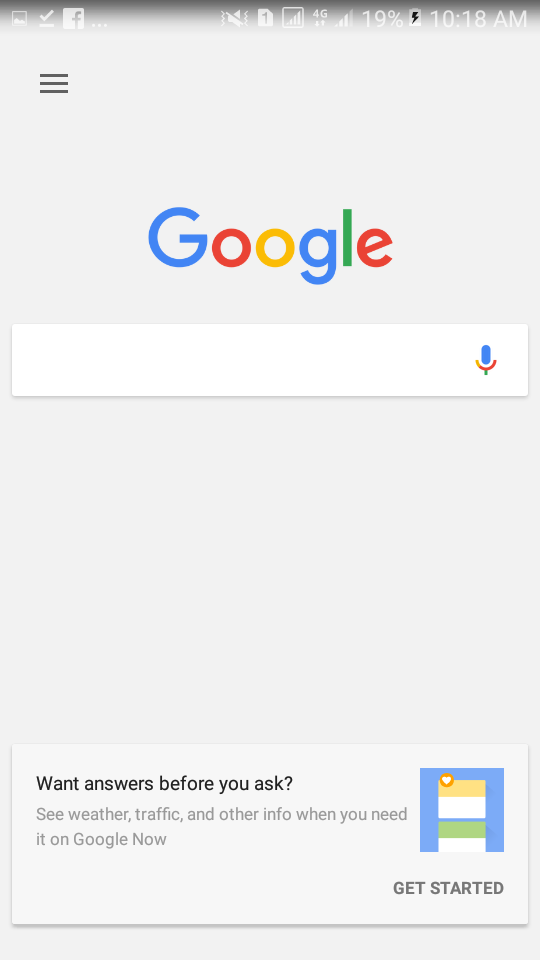 ... 1 4G 19% 10:18 AM
Google
Want answers before you ask?
See weather, traffic, and other info when you need
it on Google Now
GET STARTED